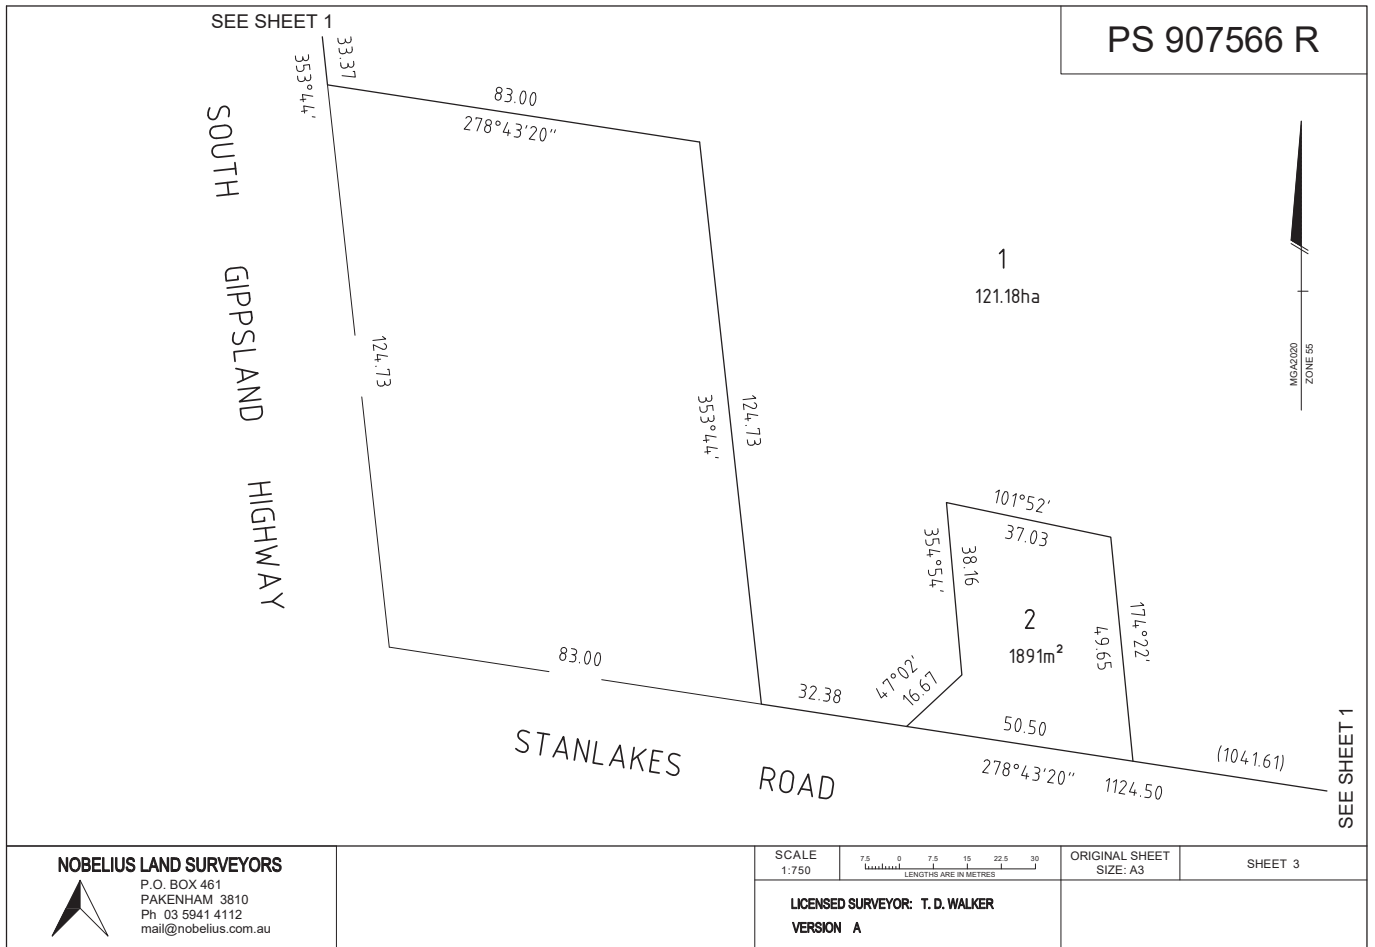 SEE SHEET 1
PS 907566 R
33.37
353°44'
83.00
278°43'20"
SOUTH GIPPSLAND HIGHWAY
124.73
353°44'
124.73
1
121.18ha
MGA2020
ZONE 55
101°52'
37.03
354°54'
38.16
2
1891m²
49.65
174°22'
47°02'
16.67
83.00
32.38
50.50
278°43'20"
1124.50
(1041.61)
STANLAKES ROAD
SEE SHEET 1
NOBELIUS LAND SURVEYORS
P.O. BOX 461
PAKENHAM 3810
Ph 03 5941 4112
mail@nobelius.com.au
SCALE
1:750
7.5 0 7.5 15 22.5 30
LENGTHS ARE IN METRES
ORIGINAL SHEET
SIZE: A3
SHEET 3
LICENSED SURVEYOR: T. D. WALKER
VERSION A